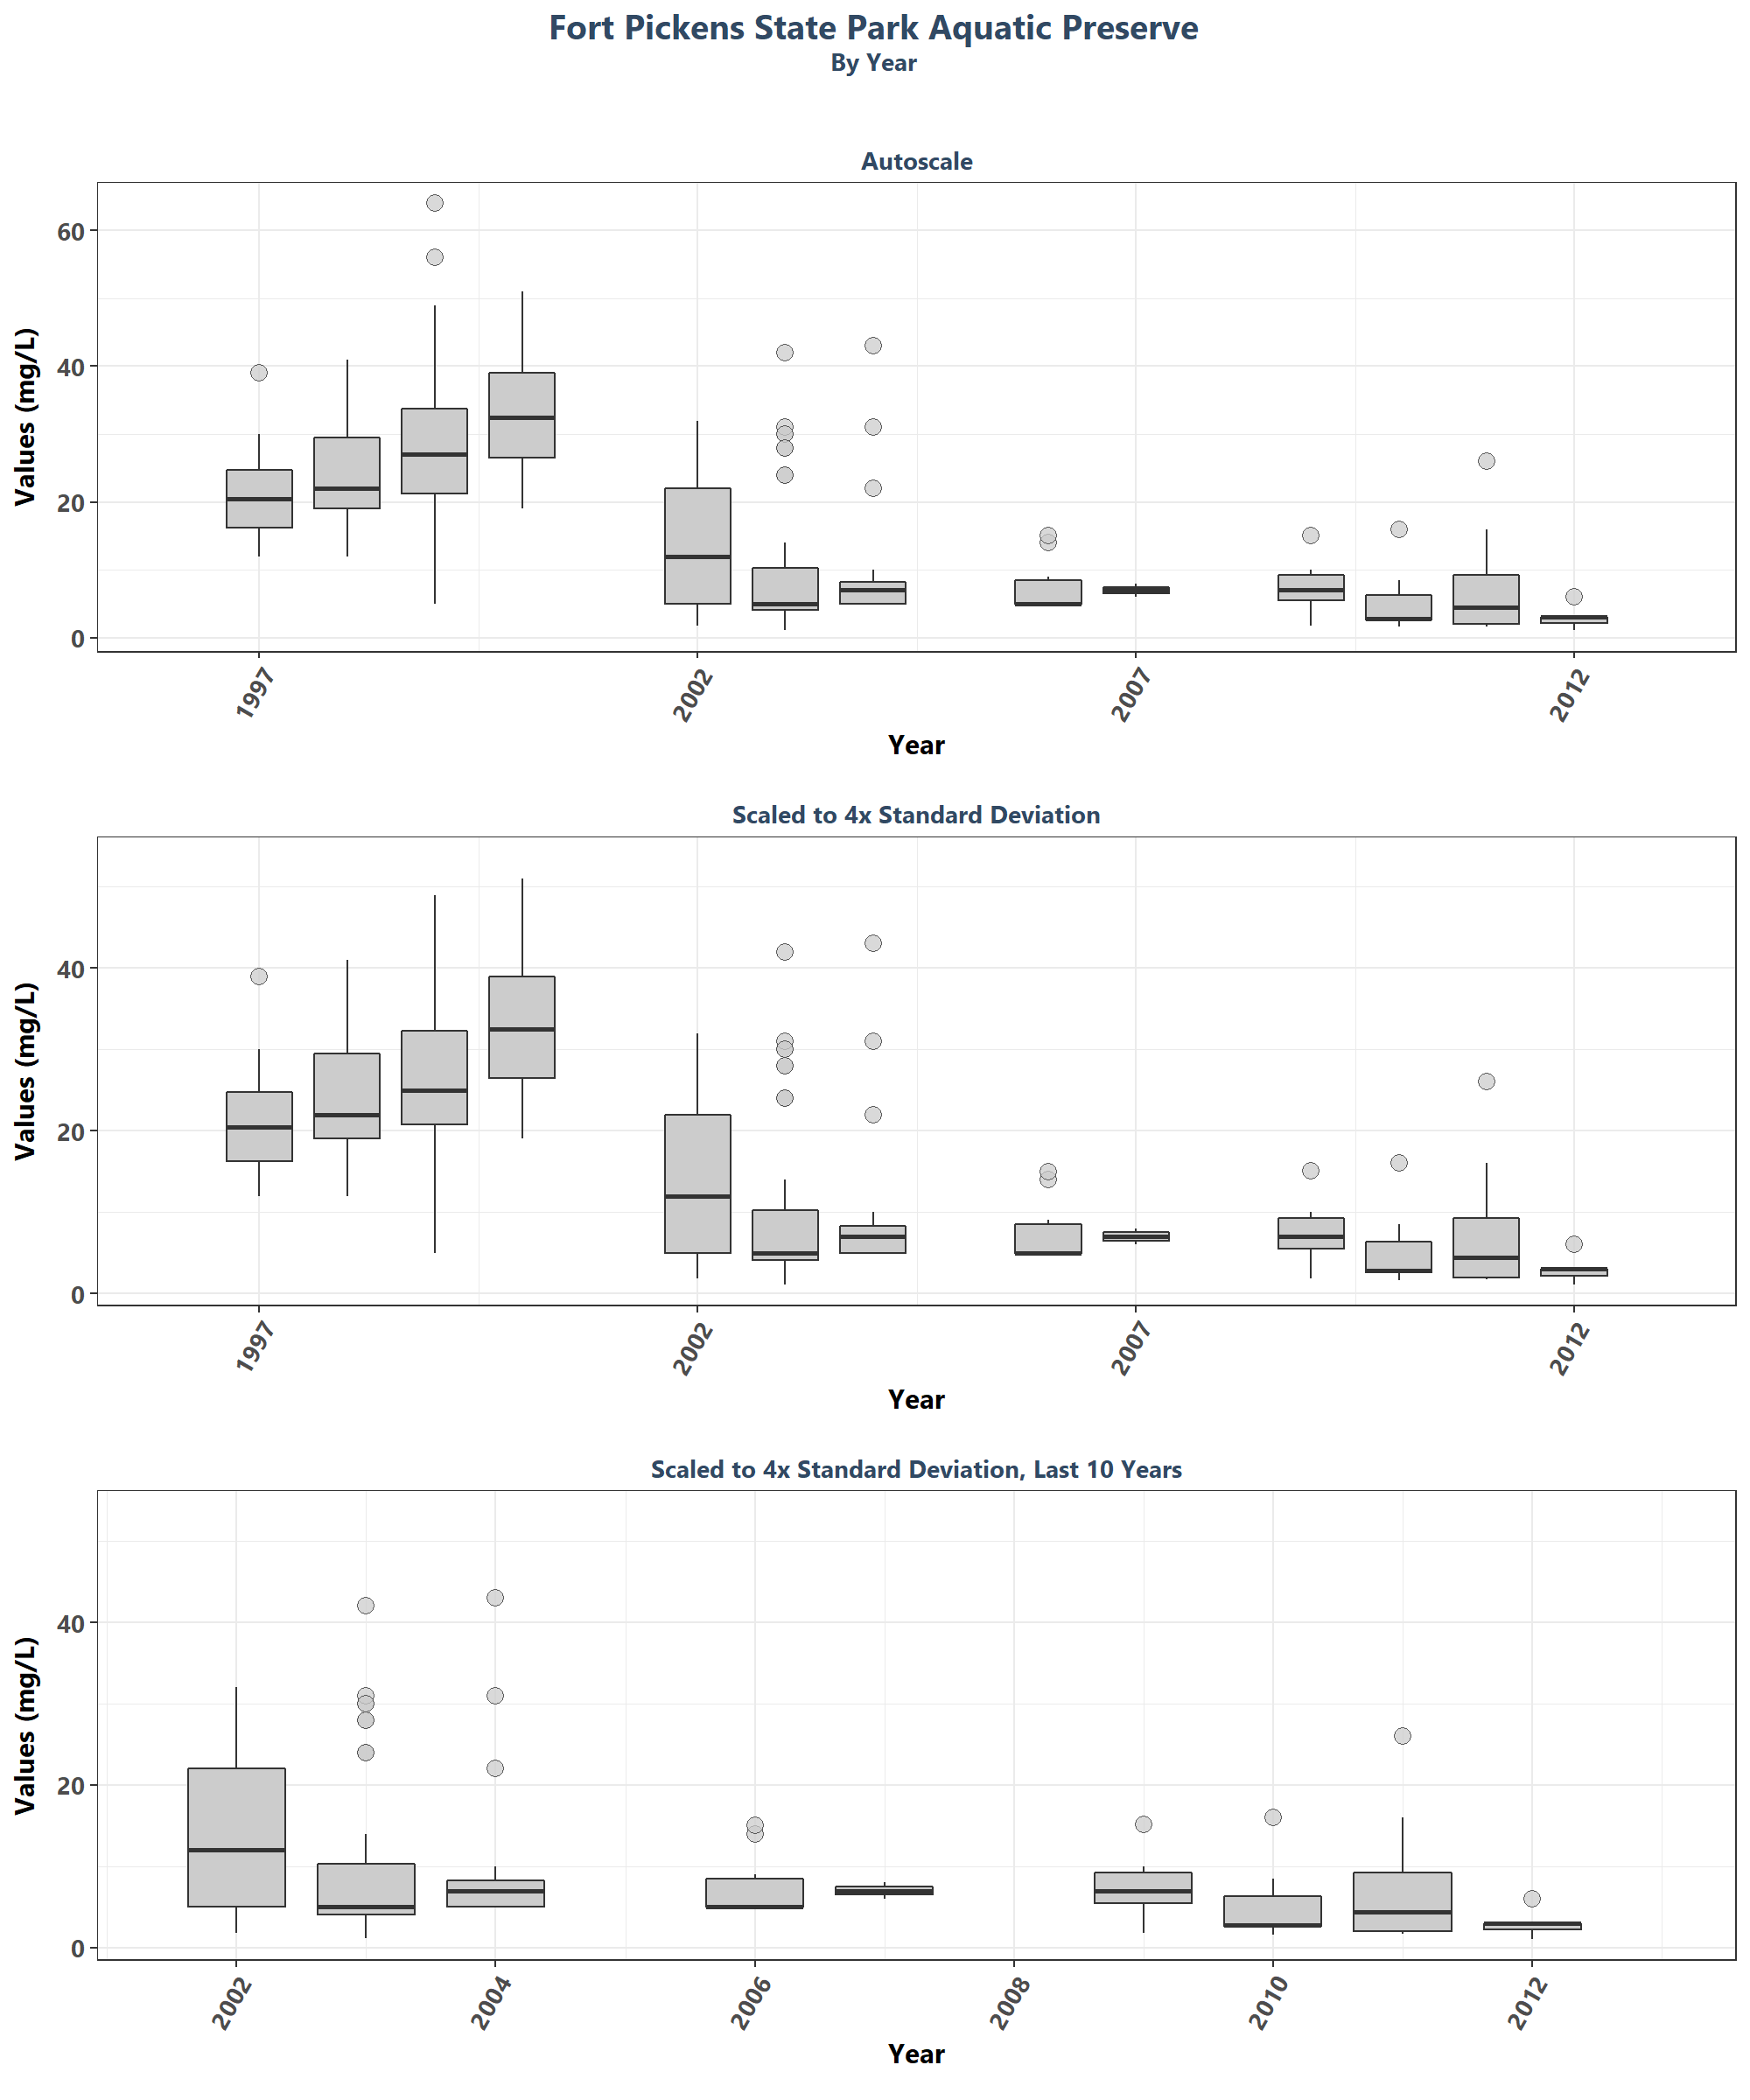 Fort Pickens State Park Aquatic Preserve
By Year
Autoscale
Values (mg/L)
60
40
20
0
1997
2002
2007
2012
Year
Scaled to 4x Standard Deviation
Values (mg/L)
40
20
0
1997
2002
2007
2012
Year
Scaled to 4x Standard Deviation, Last 10 Years
Values (mg/L)
40
20
0
2002
2004
2006
2008
2010
2012
Year